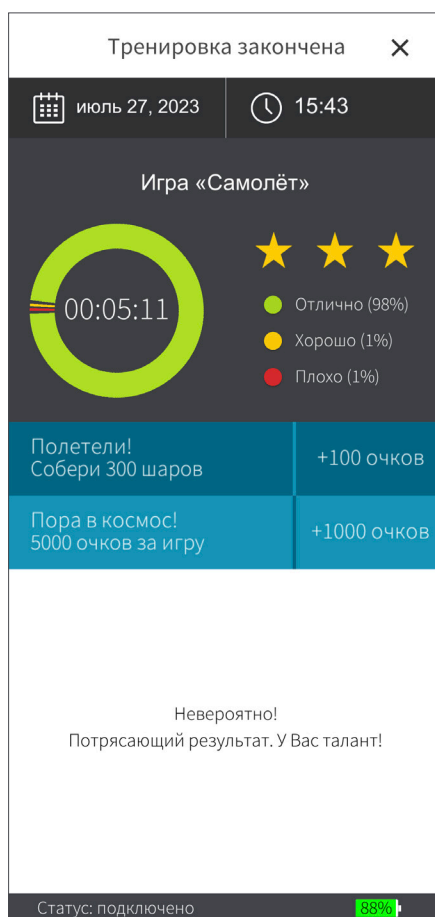 Тренировка закончена
июль 27, 2023
15:43
Игра «Самолёт»
00:05:11
Отлично (98%)
Хорошо (1%)
Плохо (1%)
Полетели!
Собери 300 шаров
+100 очков
Пора в космос!
5000 очков за игру
+1000 очков
Невероятно!
Потрясающий результат. У Вас талант!
Статус: подключено
88%